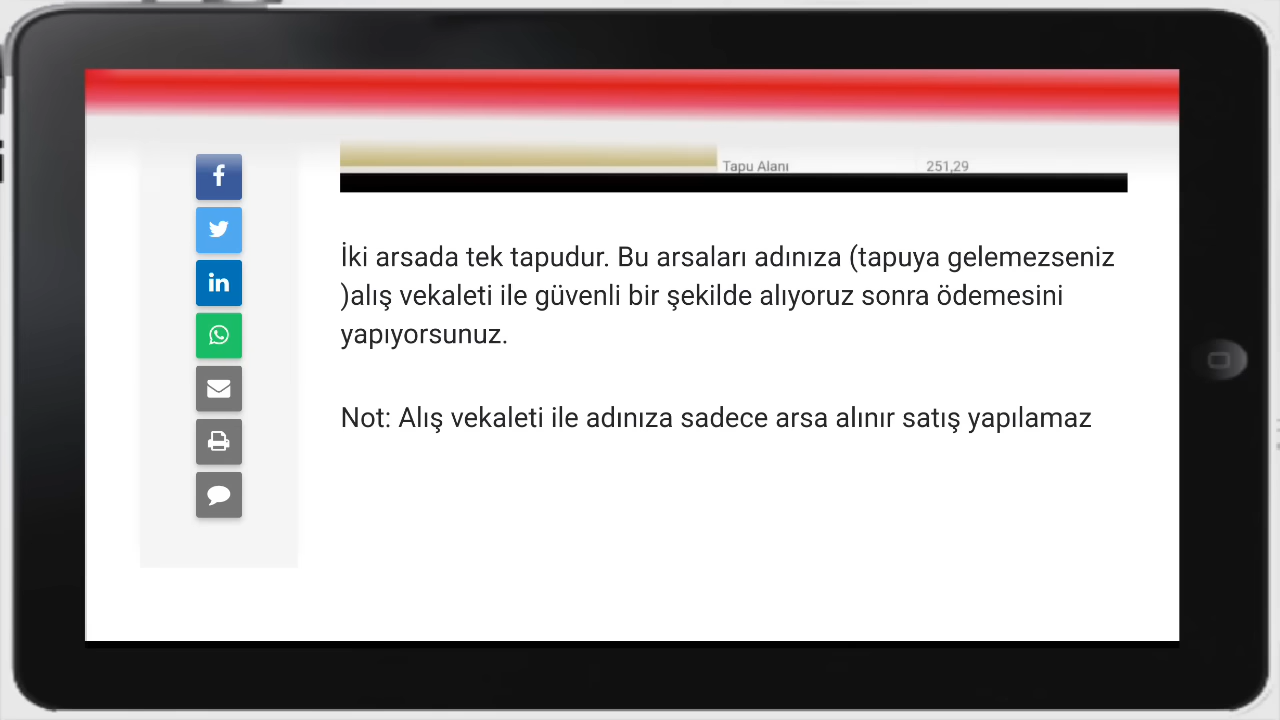 Tapu Alanı 251,29
İki arsada tek tapudur. Bu arsaları adınıza (tapuya gelemezseniz
)alış vekaleti ile güvenli bir şekilde alıyoruz sonra ödemesini
yapıyorsunuz.
Not: Alış vekaleti ile adınıza sadece arsa alınır satış yapılamaz